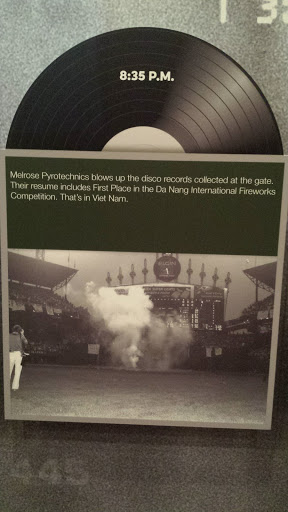 8:35 P.M.
Melrose Pyrotechnics blows up the disco records collected at the gate.
Their resume includes First Place in the Da Nang International Fireworks
Competition. That's in Viet Nam.
445